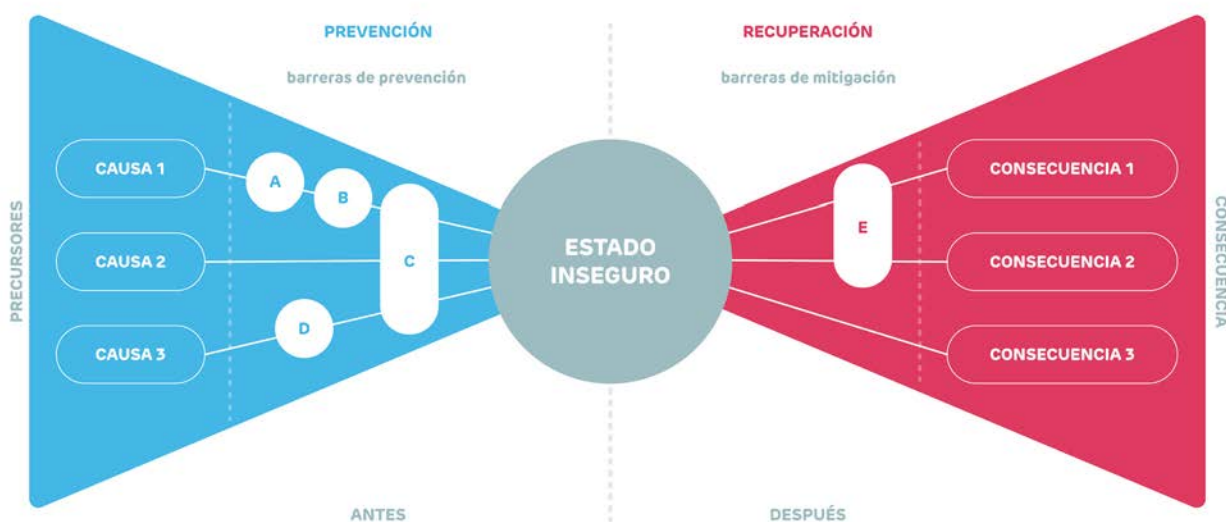 PREVENCIÓN
RECUPERACIÓN
barreras de prevención
barreras de mitigación
PRECURSORES
CAUSA 1
A
B
CAUSA 2
C
CAUSA 3
D
ESTADO
INSEGURO
E
CONSECUENCIA 1
CONSECUENCIA 2
CONSECUENCIA 3
CONSECUENCIA
ANTES
DESPUÉS